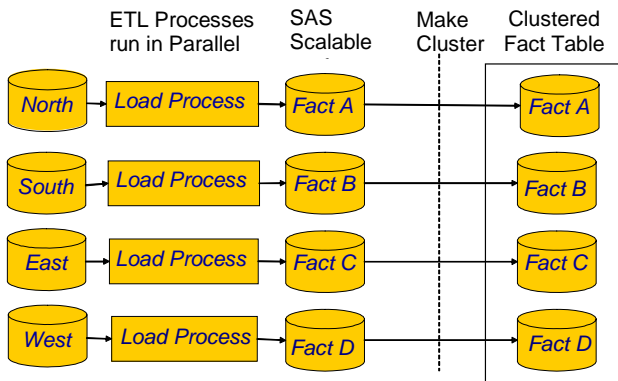 ETL Processes
run in Parallel
SAS
Scalable
Make
Cluster
Clustered
Fact Table
North
Load Process
Fact A
Fact A
South
Load Process
Fact B
Fact B
East
Load Process
Fact C
Fact C
West
Load Process
Fact D
Fact D